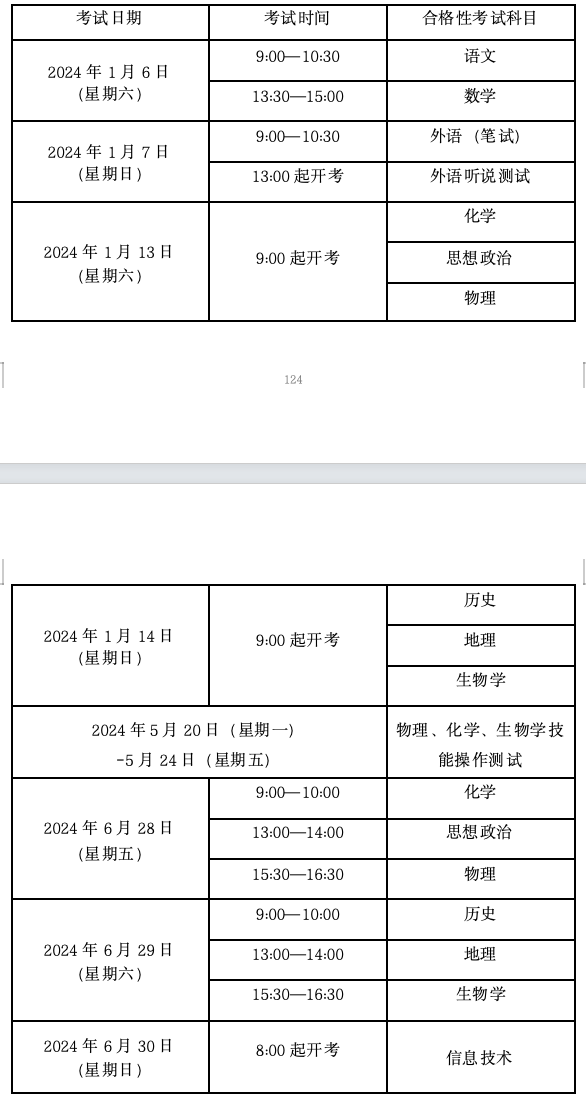 考试日期 考试时间 合格性考试科目
2024 年 1 月 6 日
(星期六)
9:00—10:30 语文
13:30—15:00 数学
2024 年 1 月 7 日
(星期日)
9:00—10:30 外语（笔试)
13:00 起开考 外语听说测试
2024 年 1 月 13 日
(星期六)
9:00 起开考
化学
思想政治
物理
124
2024 年 1 月 14 日
(星期日)
9:00 起开考
历史
地理
生物学
2024 年 5 月 20 日（星期一)
-5 月 24 日（星期五)
物理、化学、生物学技
能操作测试
2024 年 6 月 28 日
(星期五)
9:00—10:00 化学
13:00—14:00 思想政治
15:30—16:30 物理
2024 年 6 月 29 日
(星期六)
9:00—10:00 历史
13:00—14:00 地理
15:30—16:30 生物学
2024 年 6 月 30 日
(星期日)
8:00 起开考
信息技术